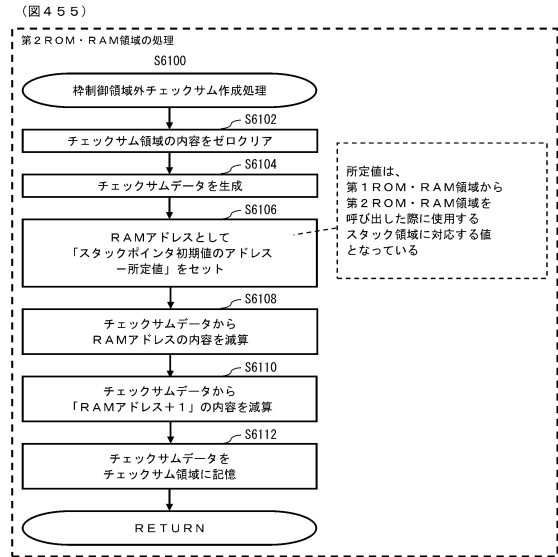 （図４５５）
第２ＲＯＭ・ＲＡＭ領域の処理
S6100
枠制御領域外チェックサム作成処理
S6102
チェックサム領域の内容をゼロクリア
S6104
チェックサムデータを生成
S6106
ＲＡＭアドレスとして
「スタックポインタ初期値のアドレス
－所定値」をセット
所定値は、
第１ＲＯＭ・ＲＡＭ領域から
第２ＲＯＭ・ＲＡＭ領域を
呼び出した際に使用する
スタック領域に対応する値
となっている
S6108
チェックサムデータから
ＲＡＭアドレスの内容を減算
S6110
チェックサムデータから
「ＲＡＭアドレス＋１」の内容を減算
S6112
チェックサムデータを
チェックサム領域に記憶
ＲＥＴＵＲＮ